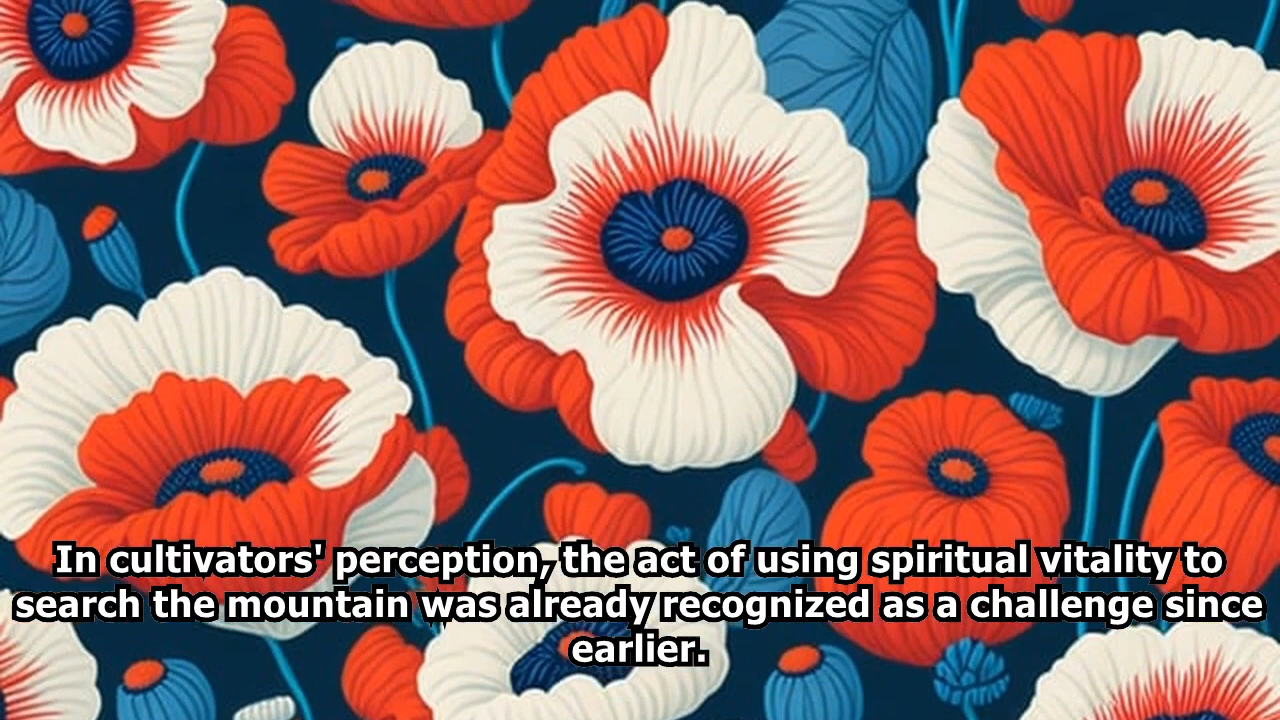 In cultivators' perception, the act of using spiritual vitality to
search the mountain was already recognized as a challenge since
earlier.